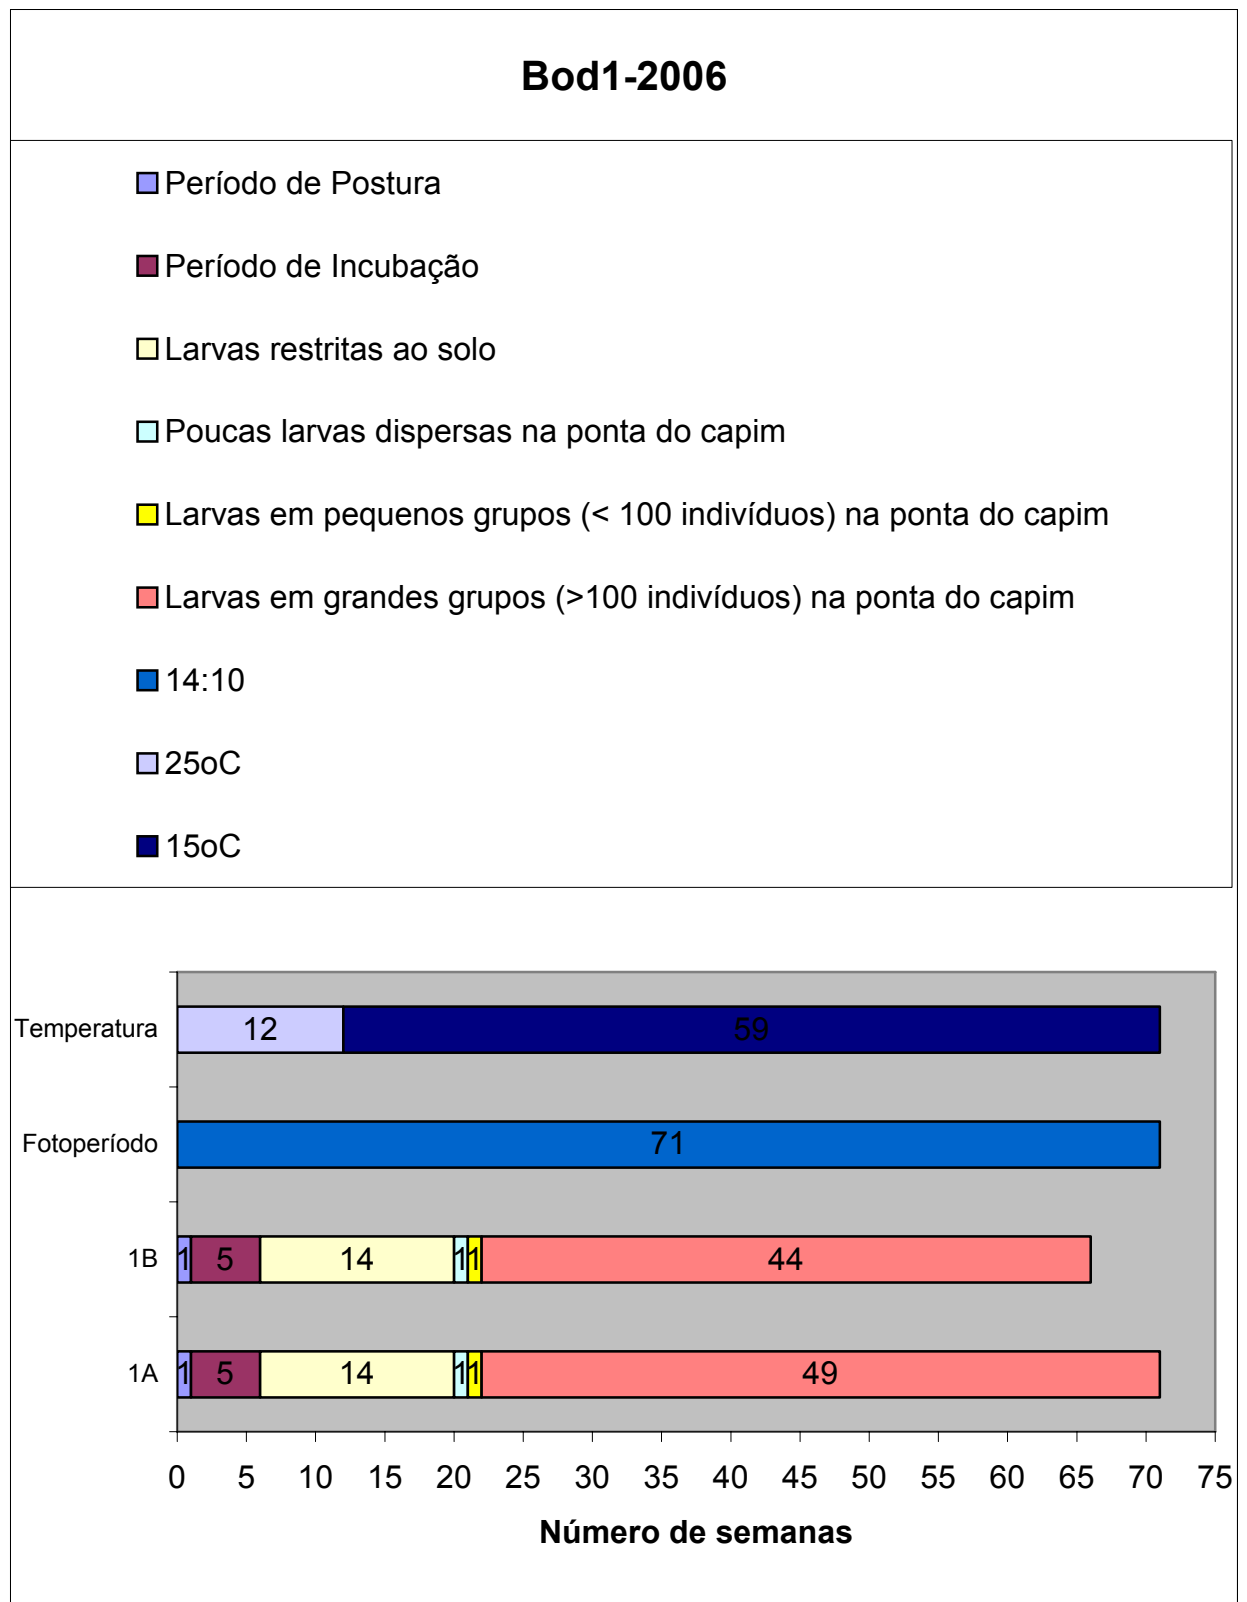 Bod1-2006
Período de Postura
Período de Incubação
Larvas restritas ao solo
Poucas larvas dispersas na ponta do capim
Larvas em pequenos grupos (< 100 indivíduos) na ponta do capim
Larvas em grandes grupos (>100 indivíduos) na ponta do capim
14:10
25oC
15oC
Temperatura 12 59
Fotoperíodo 71
1B 1 5 14 1 1 44
1A 1 5 14 1 1 49
0 5 10 15 20 25 30 35 40 45 50 55 60 65 70 75
Número de semanas